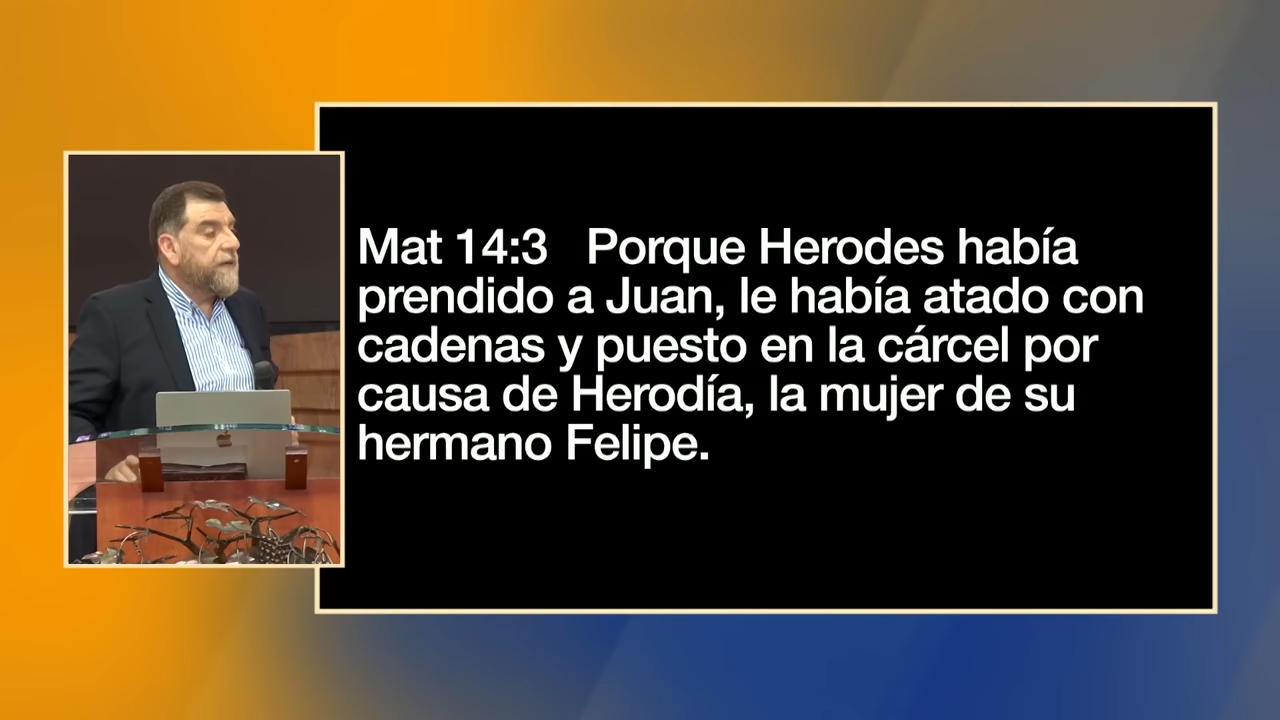 Mat 14:3   Porque Herodes había
prendido a Juan, le había atado con
cadenas y puesto en la cárcel por
causa de Herodía, la mujer de su
hermano Felipe.